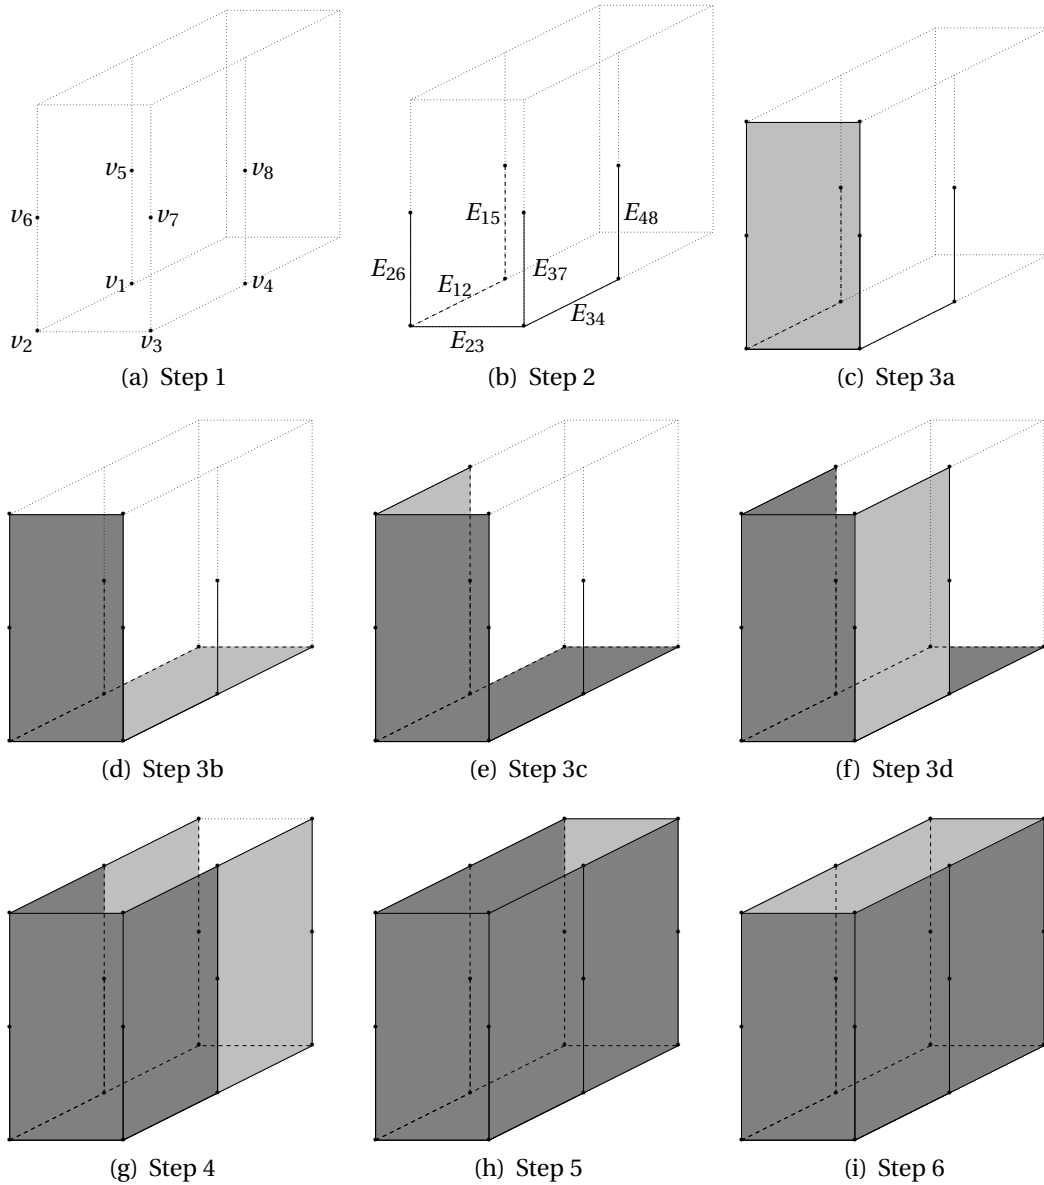 v5
v8
v6
v7
v1
v4
v2
v3
(a) Step 1
E15
E48
E26
E37
E12
E34
E23
(b) Step 2
(c) Step 3a
(d) Step 3b
(e) Step 3c
(f) Step 3d
(g) Step 4
(h) Step 5
(i) Step 6